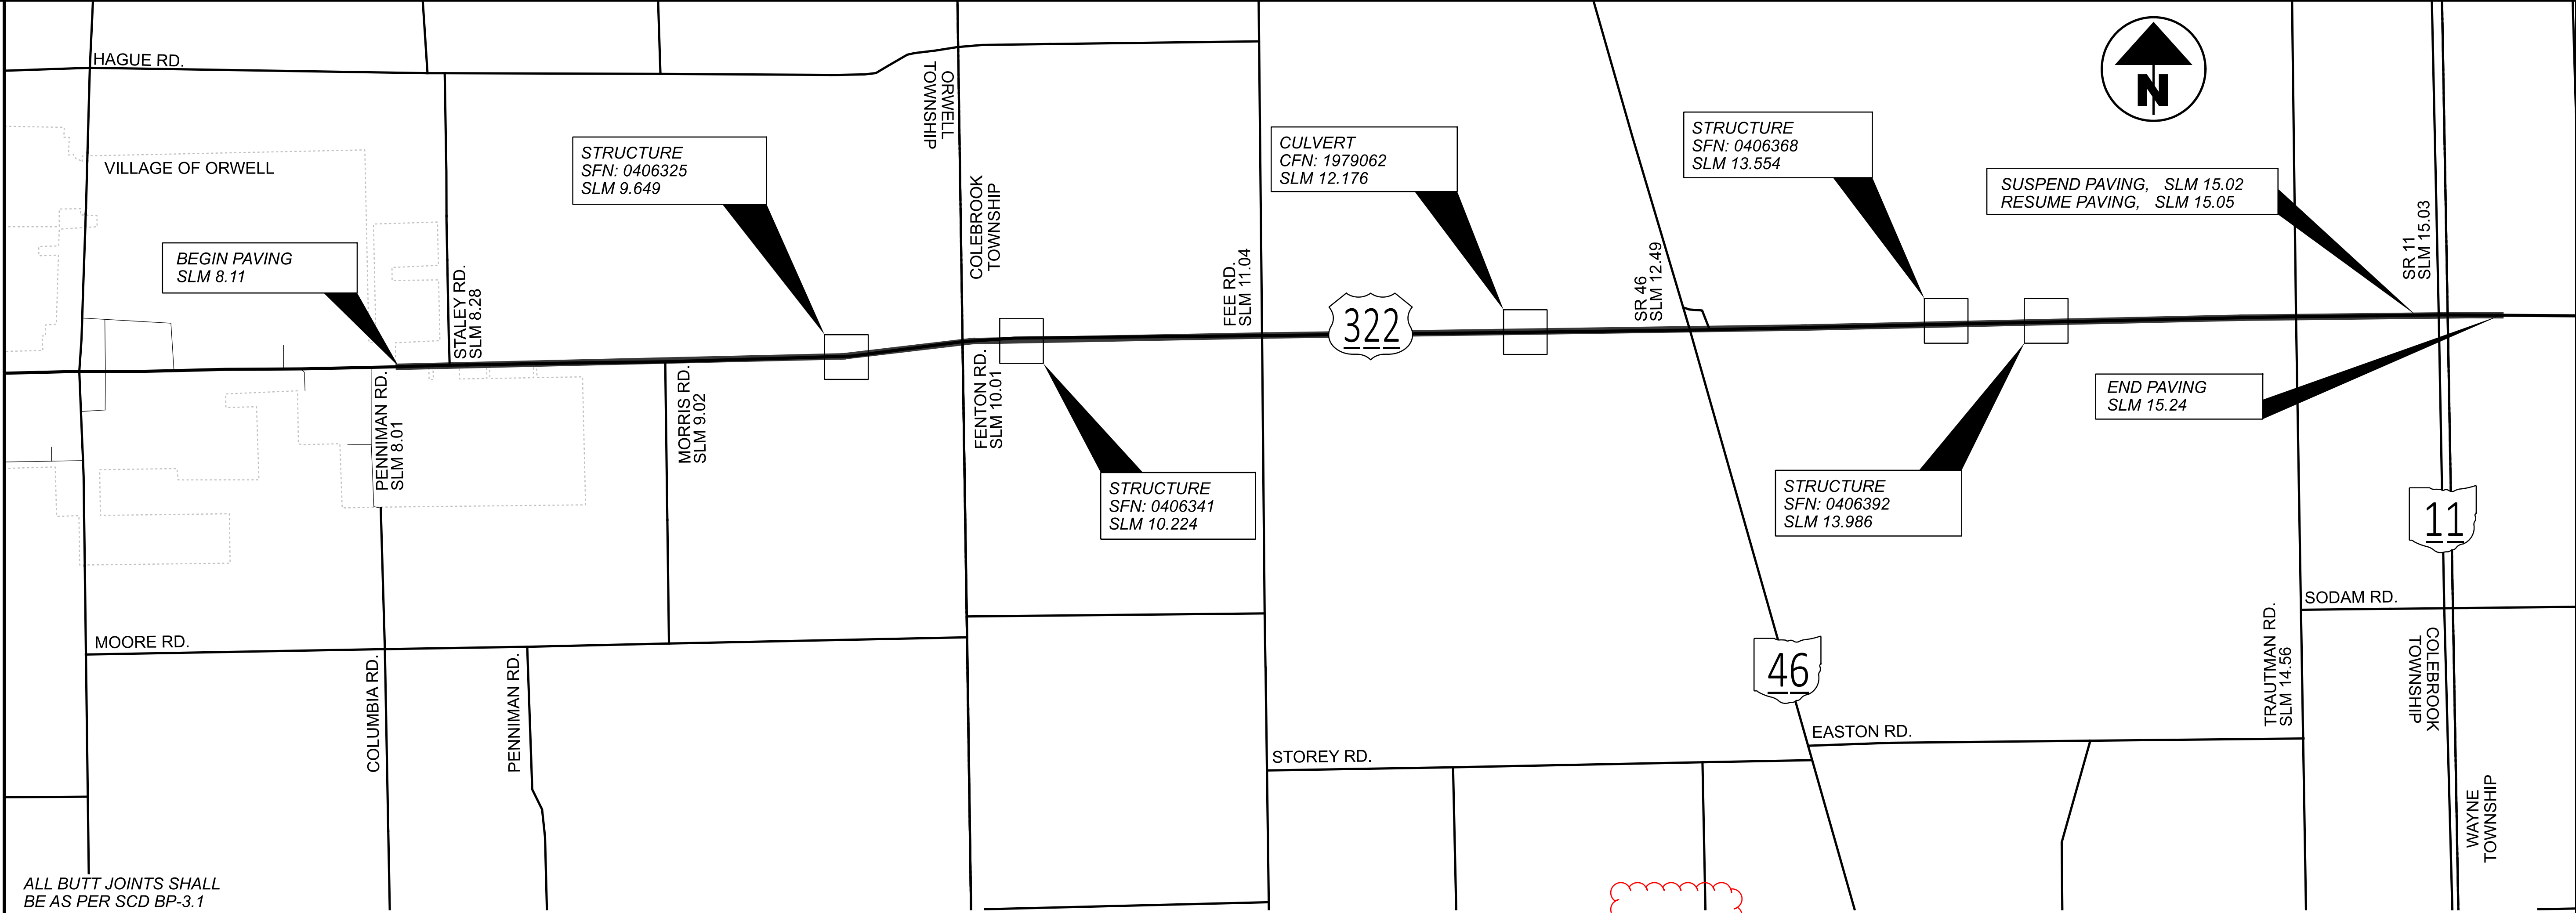 HAGUE RD.
VILLAGE OF ORWELL
BEGIN PAVING
SLM 8.11
STALEY RD.
SLM 8.28
STRUCTURE
SFN: 0406325
SLM 9.649
ORWELL
TOWNSHIP
COLEBROOK
TOWNSHIP
FEE RD.
SLM 11.04
CULVERT
CFN: 1979062
SLM 12.176
322
SR 46
SLM 12.49
STRUCTURE
SFN: 0406368
SLM 13.554
N
SUSPEND PAVING, SLM 15.02
RESUME PAVING, SLM 15.05
SR 11
SLM 15.03
PENNIMAN RD.
SLM 8.01
MORRIS RD.
SLM 9.02
FENTON RD.
SLM 10.01
STRUCTURE
SFN: 0406341
SLM 10.224
STRUCTURE
SFN: 0406392
SLM 13.986
END PAVING
SLM 15.24
11
MOORE RD.
COLUMBIA RD.
PENNIMAN RD.
46
STOREY RD.
EASTON RD.
TRAUTMAN RD.
SLM 14.56
SODAM RD.
COLEBROOK
TOWNSHIP
WAYNE
TOWNSHIP
ALL BUTT JOINTS SHALL
BE AS PER SCD BP-3.1